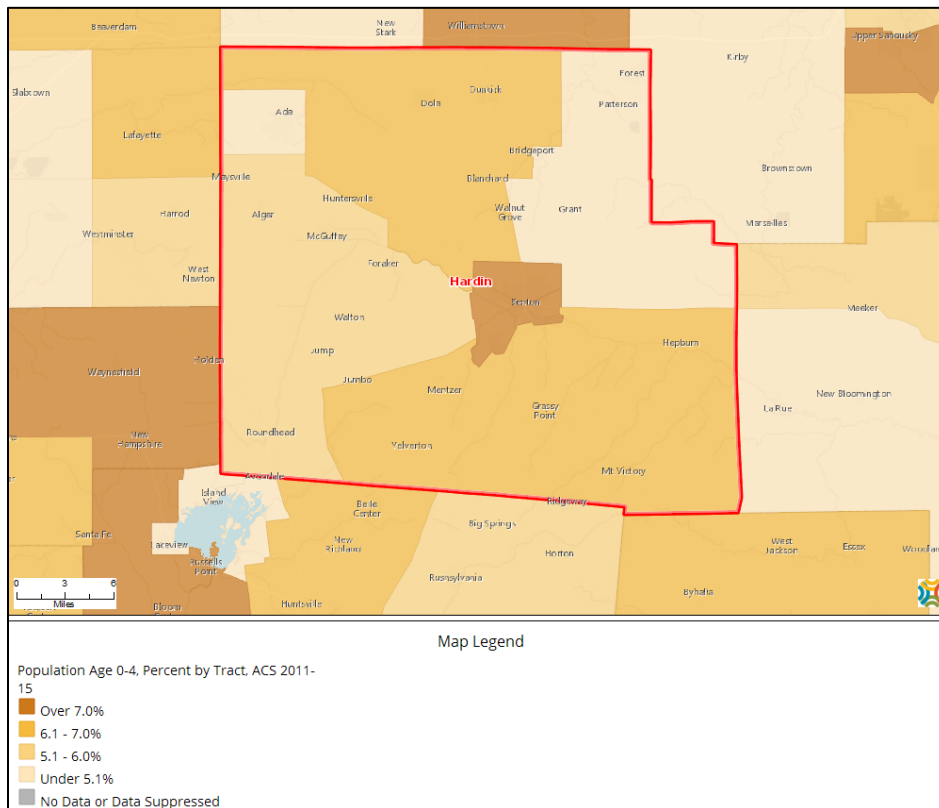 Beaverdam
New
Stark
Williamstown
Upper Sandusky
Kirby
Slabtown
Forest
Dunkirk
Dola
Patterson
Ada
Lafayette
Bridgeport
Brownstown
Maysville
Blanchard
Huntersville
Harrod
Alger
Walnut
Grove
Grant
Marseilles
Westminster
McGuffey
West
Newton
Foraker
Hardin
Kenton
Meeker
Walton
Hepburn
Jump
Holden
Waynesfield
Jumbo
Mentzer
New Bloomington
La Rue
Grassy
Point
New
Hampshire
Roundhead
Yelverton
Mt Victory
Avondale
Island
View
Belle
Center
Ridgeway
Big Springs
Santa Fe
Lakeview
New
Richland
West
Jackson
Essex
Horton
Russells
Point
Rushsylvania
Byhalia
0 3 6
Miles
Bloom
Huntsville
Map Legend
Population Age 0-4, Percent by Tract, ACS 2011-
15
Over 7.0%
6.1 - 7.0%
5.1 - 6.0%
Under 5.1%
No Data or Data Suppressed